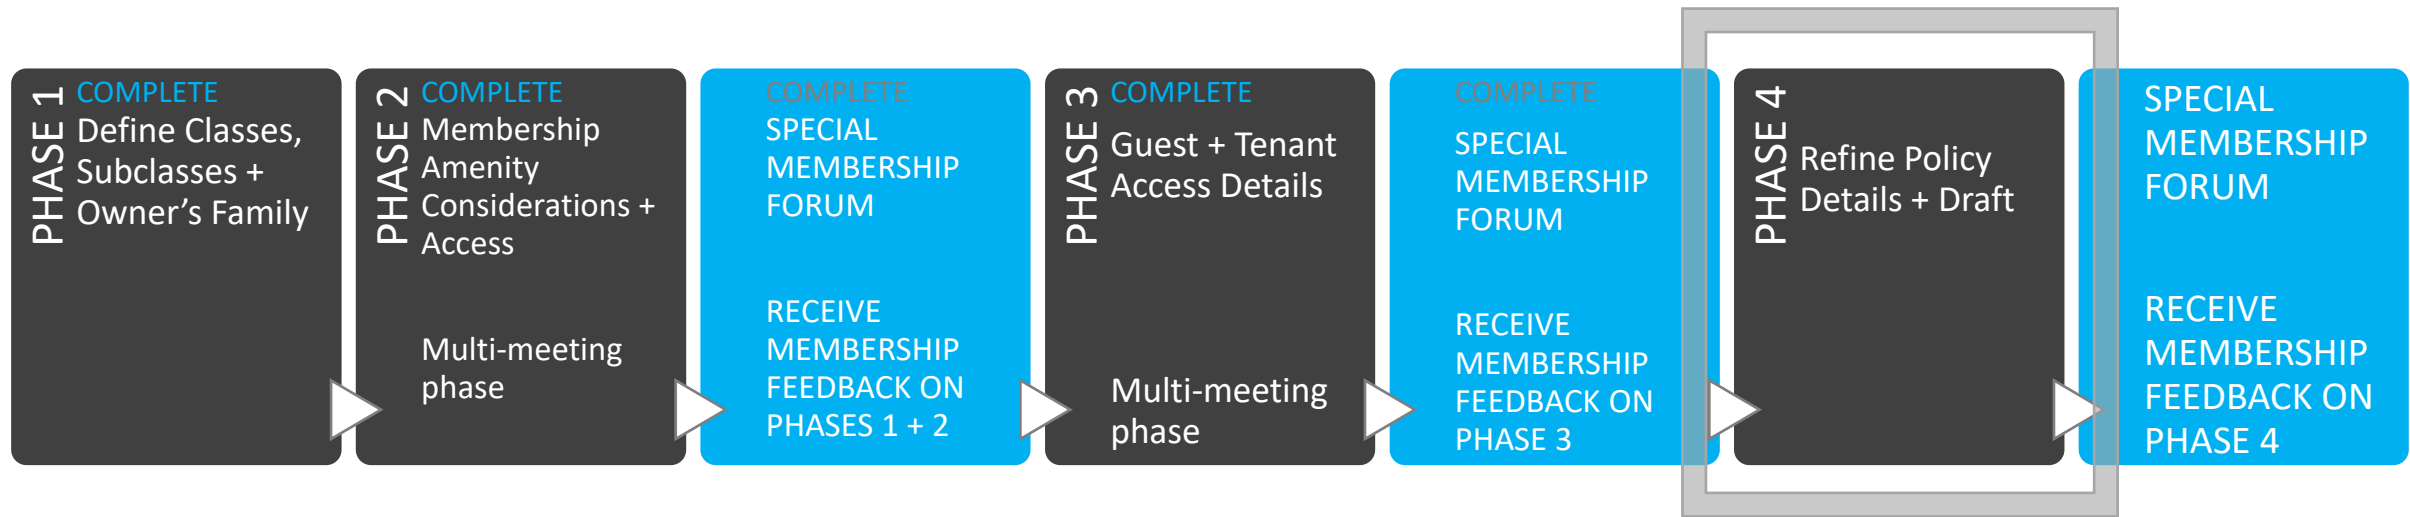 PHASE 1
COMPLETE
Define Classes,
Subclasses +
Owner's Family
PHASE 2
COMPLETE
Membership
Amenity
Considerations +
Access
Multi-meeting
phase
COMPLETE
SPECIAL
MEMBERSHIP
FORUM
RECEIVE
MEMBERSHIP
FEEDBACK ON
PHASES 1 + 2
PHASE 3
COMPLETE
Guest + Tenant
Access Details
Multi-meeting
phase
COMPLETE
SPECIAL
MEMBERSHIP
FORUM
RECEIVE
MEMBERSHIP
FEEDBACK ON
PHASE 3
PHASE 4
Refine Policy
Details + Draft
SPECIAL
MEMBERSHIP
FORUM
RECEIVE
MEMBERSHIP
FEEDBACK ON
PHASE 4